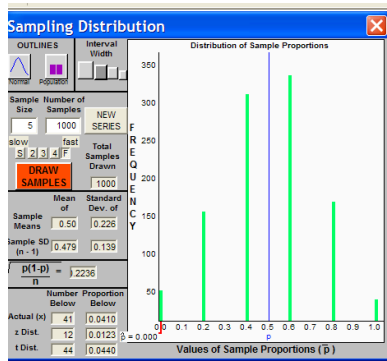 Sampling Distribution
OUTLINES
Normal Population
Interval
Width
Sample Size
Number of Samples
5 1000
NEW
SERIES
slow fast
S 2 3 4 F
DRAW
SAMPLES
Total
Samples
Drawn
1000
Mean of
Standard Dev. of
Sample Means 0.50 0.226
Sample SD (n - 1) 0.479 0.139
p(1-p)
n
= .2236
Number Below
Proportion Below
Actual (x) 41 0.0410
z Dist. 12 0.0123
t Dist. 44 0.0440
Distribution of Sample Proportions
FREQUENCY
350
300
250
200
150
100
50
= 0.000
0.0 0.1 0.2 0.3 0.4 0.5 0.6 0.7 0.8 0.9 1.0
p
Values of Sample Proportions ( p̄ )